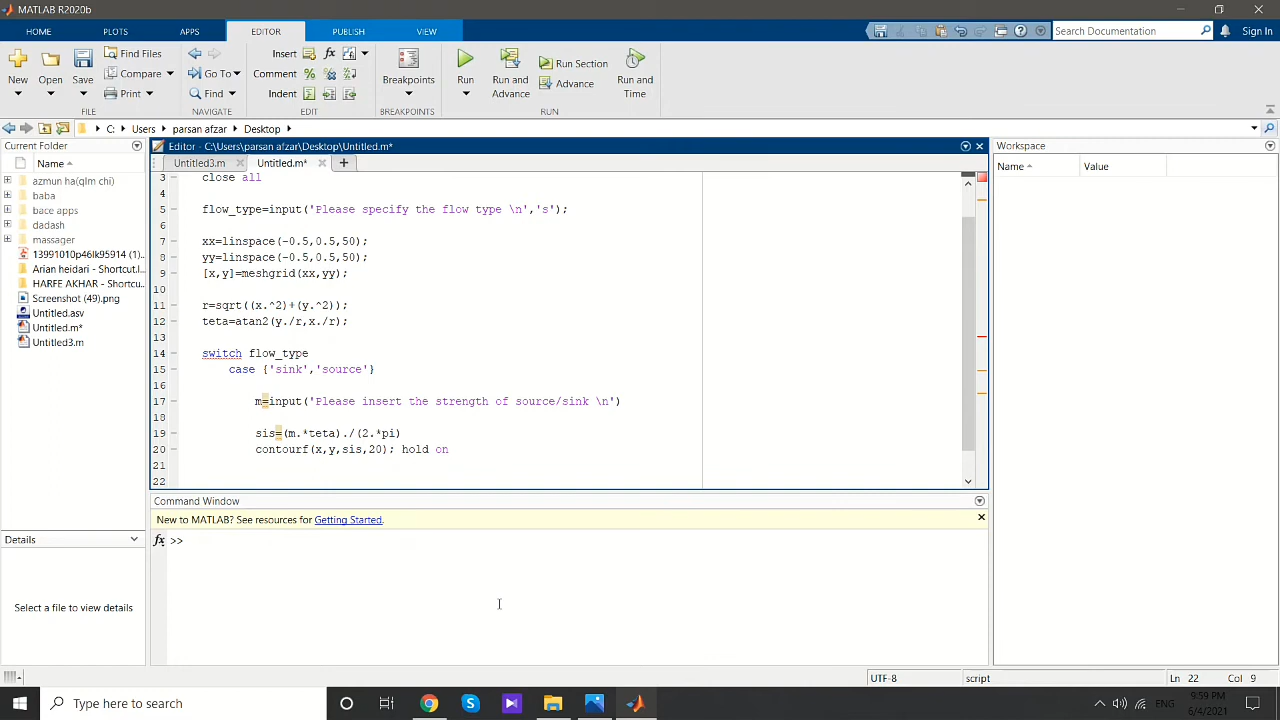 MATLAB R2020b
HOME PLOTS APPS EDITOR PUBLISH VIEW
Search Documentation
Sign In
New Open Save
Find Files
Compare
Print
FILE
Go To
Find
NAVIGATE
Insert
Comment
Indent
EDIT
Breakpoints
BREAKPOINTS
Run
Run and Advance
Run Section
Advance
Run and Time
RUN
C: Users parsan afzar Desktop
Current Folder
Name
azmun ha(qlm chi)
baba
bace apps
dadash
massager
13991010p46lk95914 (1)...
Arian heidari - Shortcut.l...
HARFE AKHAR - Shortcu...
Screenshot (49).png
Untitled.asv
Untitled.m*
Untitled3.m
Details
Select a file to view details
Editor - C:\Users\parsan afzar\Desktop\Untitled.m*
Untitled3.m Untitled.m*
3 close all
4
5 flow_type=input('Please specify the flow type \n','s');
6
7 xx=linspace(-0.5,0.5,50);
8 yy=linspace(-0.5,0.5,50);
9 [x,y]=meshgrid(xx,yy);
10
11 r=sqrt((x.^2)+(y.^2));
12 teta=atan2(y./r,x./r);
13
14 switch flow_type
15 case {'sink','source'}
16
17 m=input('Please insert the strength of source/sink \n')
18
19 sis=(m.*teta)./(2.*pi)
20 contourf(x,y,sis,20); hold on
21
22
Command Window
New to MATLAB? See resources for Getting Started.
fx >>
Workspace
Name Value
UTF-8 script Ln 22 Col 9
Type here to search
ENG
9:59 PM
6/4/2021